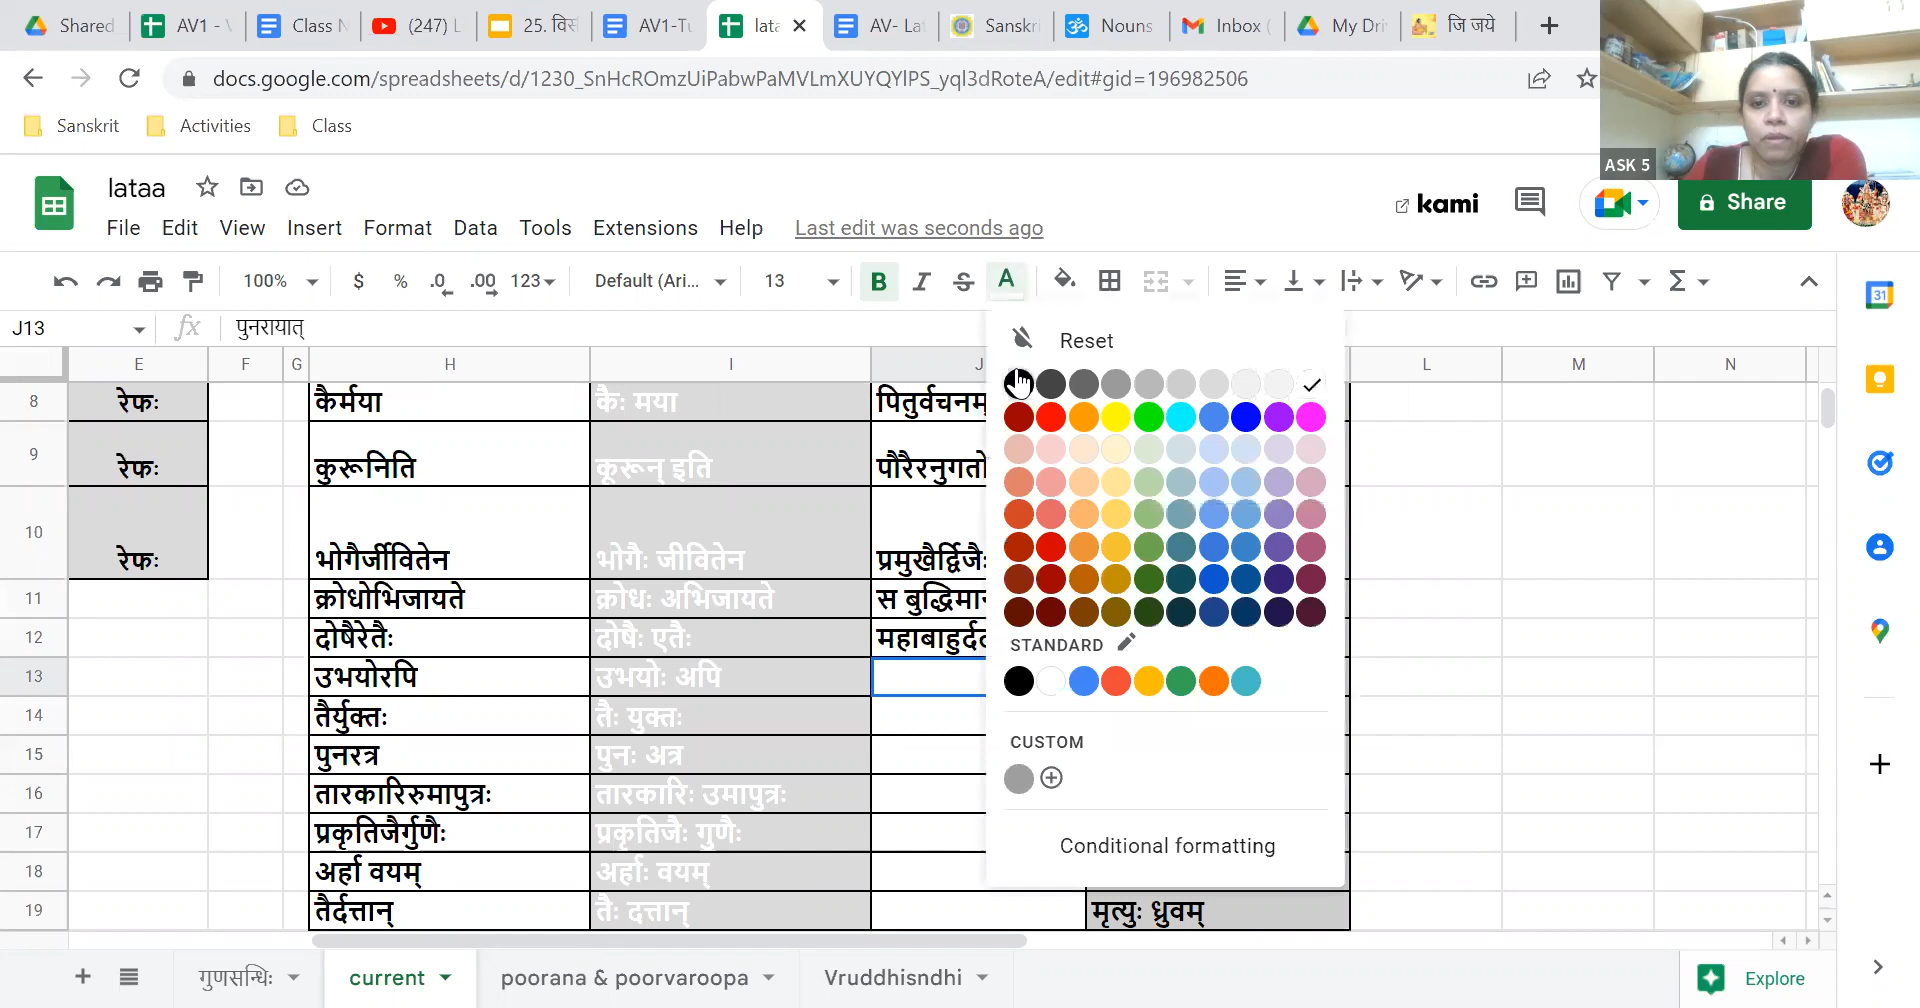 Shared
AV1 -
Class N
(247) L
25. विस
AV1-Tu
lata
AV- La
Sanskri
Nouns
Inbox (
My Dri
जि जये
docs.google.com/spreadsheets/d/1230_SnHcROmzUiPabwPaMVLmXUYQYlPS_yql3dRoteA/edit#gid=196982506
Sanskrit Activities Class
ASK 5
lataa
File Edit View Insert Format Data Tools Extensions Help Last edit was seconds ago
kami
Share
100% $ % .0 .00 123 Default (Ari... 13 B I S A
31
J13 fx पुनरायात्
Reset
E F G H I J L M N
8 रेफः कैर्मया कैः मया पितुर्वचनम्
9 रेफः कुरूनिति कूरून् इति पौरैरनुगतो
10 रेफः भोगैर्जीवितेन भोगैः जीवितेन प्रमुखैर्द्विजैः
11 क्रोधोभिजायते क्रोधः अभिजायते स बुद्धिमान
12 दोषैरेतैः दोषैः एतैः महाबाहुर्दद
13 उभयोरपि उभयोः अपि
14 तैर्युक्तः तैः युक्तः
15 पुनरत्र पुनः अत्र
16 तारकारिरुमापुत्रः तारकारिः उमापुत्रः
17 प्रकृतिजैर्गुणैः प्रकृतिजैः गुणैः
18 अर्हा वयम् अर्हाः वयम्
19 तैर्दत्तान् तैः दत्तान् मृत्युः ध्रुवम्
STANDARD
CUSTOM
Conditional formatting
गुणसन्धिः current poorana & poorvaroopa Vruddhisndhi
Explore